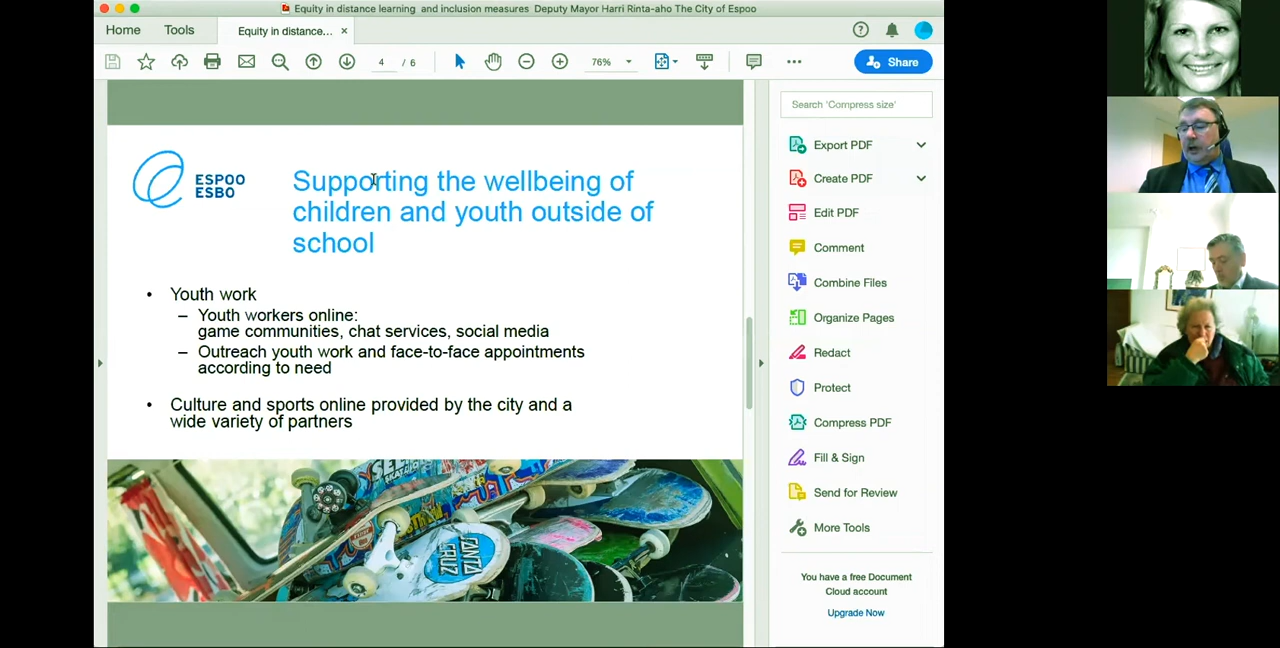 Equity in distance learning and inclusion measures Deputy Mayor Harri Rinta-aho The City of Espoo
Home
Tools
Equity in distance...
4 / 6
76%
Share
Search 'Compress size'
Export PDF
Create PDF
Edit PDF
Comment
Combine Files
Organize Pages
Redact
Protect
Compress PDF
Fill & Sign
Send for Review
More Tools
You have a free Document
Cloud account
Upgrade Now
ESPOO
ESBO
Supporting the wellbeing of
children and youth outside of
school
• Youth work
– Youth workers online:
game communities, chat services, social media
– Outreach youth work and face-to-face appointments
according to need
• Culture and sports online provided by the city and a
wide variety of partners
SANTA
CRUZ